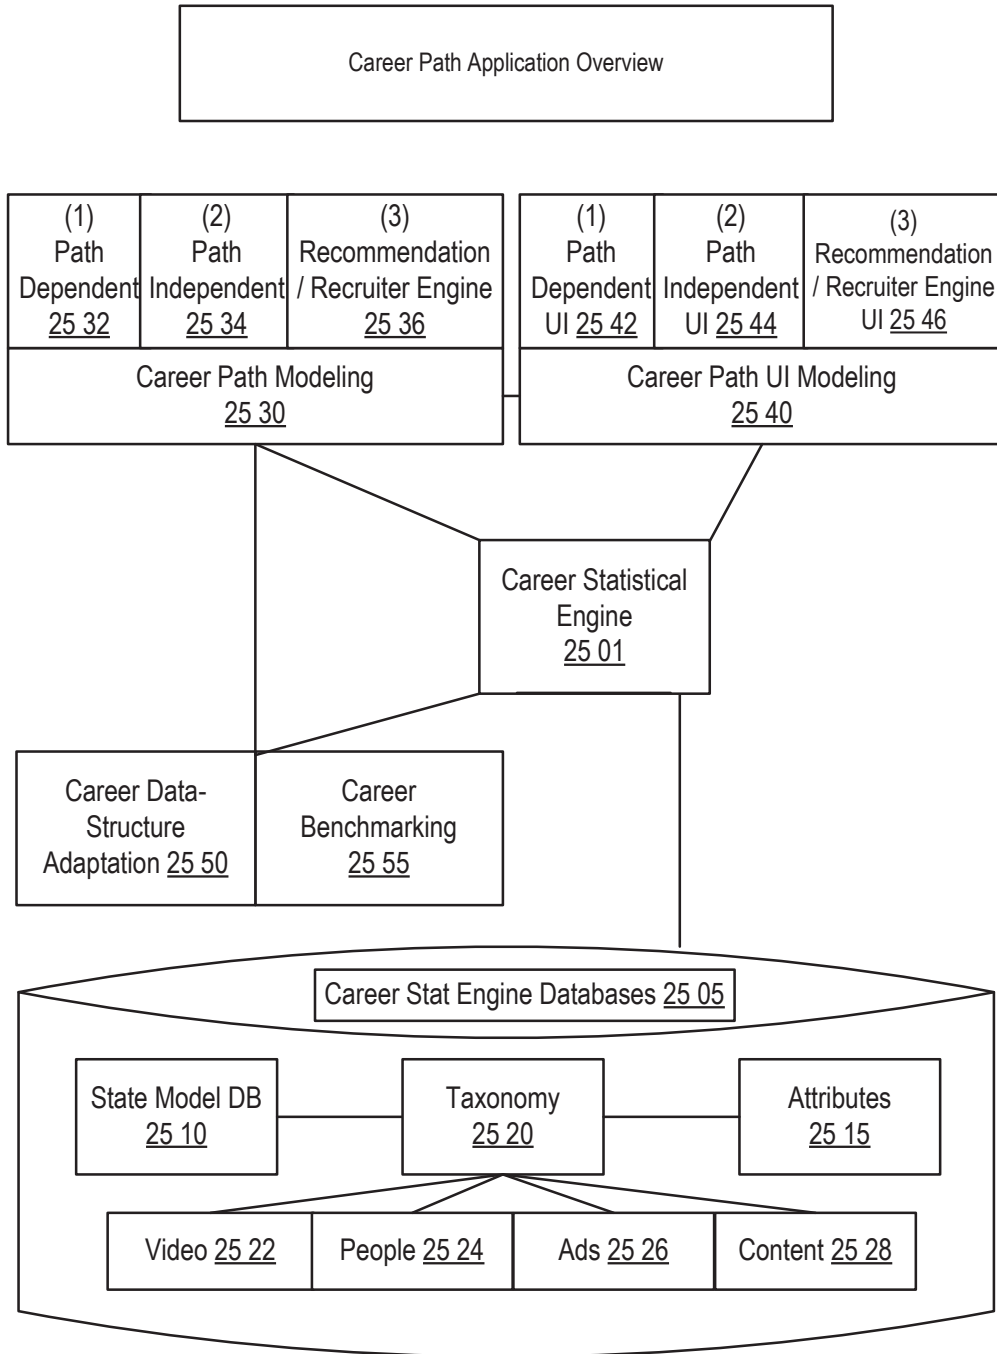 Career Path Application Overview
(1)
Path
Dependent
25 32
(2)
Path
Independent
25 34
(3)
Recommendation
/ Recruiter Engine
25 36
Career Path Modeling
25 30
(1)
Path
Dependent
UI 25 42
(2)
Path
Independent
UI 25 44
(3)
Recommendation
/ Recruiter Engine
UI 25 46
Career Path UI Modeling
25 40
Career Statistical
Engine
25 01
Career Data-
Structure
Adaptation 25 50
Career
Benchmarking
25 55
Career Stat Engine Databases 25 05
State Model DB
25 10
Taxonomy
25 20
Attributes
25 15
Video 25 22
People 25 24
Ads 25 26
Content 25 28